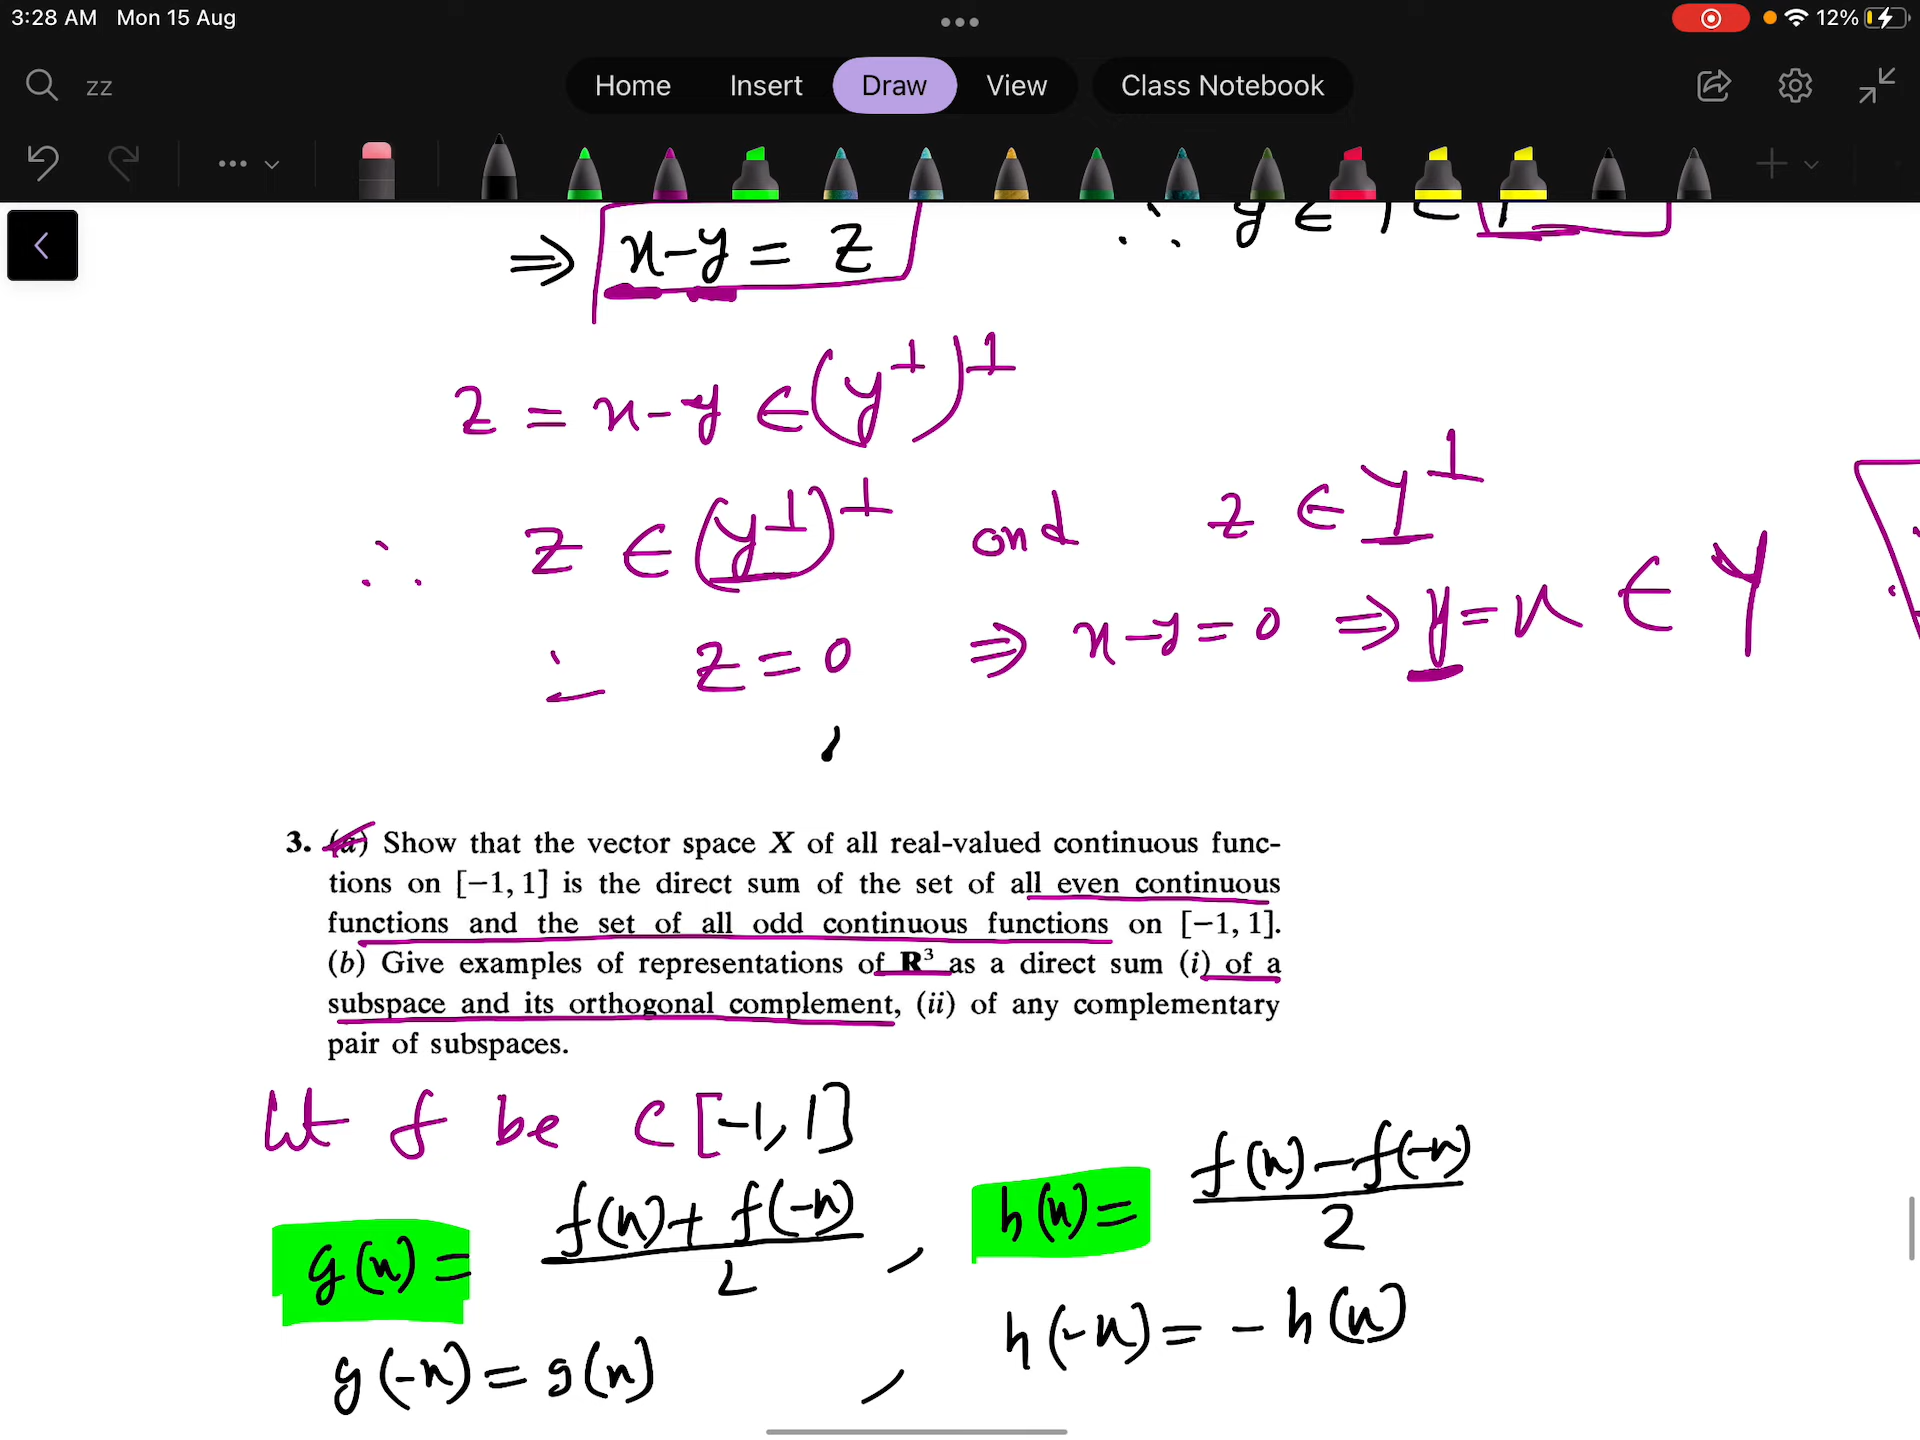 3:28 AM Mon 15 Aug
12%
zz
Home Insert Draw View Class Notebook
⇒ x-y = z
∴ y ∈
z = x-y ∈ (y⊥)⊥
∴ z ∈ (y⊥)⊥ and z ∈ Y⊥
∴ z = 0 ⇒ x-y = 0 ⇒ y = x ∈ Y
3. (a) Show that the vector space X of all real-valued continuous func-
tions on [−1, 1] is the direct sum of the set of all even continuous
functions and the set of all odd continuous functions on [−1, 1].
(b) Give examples of representations of R³ as a direct sum (i) of a
subspace and its orthogonal complement, (ii) of any complementary
pair of subspaces.
Let f be C[-1,1]
g(x) = (f(x)+f(-x))/2 , h(x) = (f(x)-f(-x))/2
g(-x) = g(x) , h(-x) = -h(x)